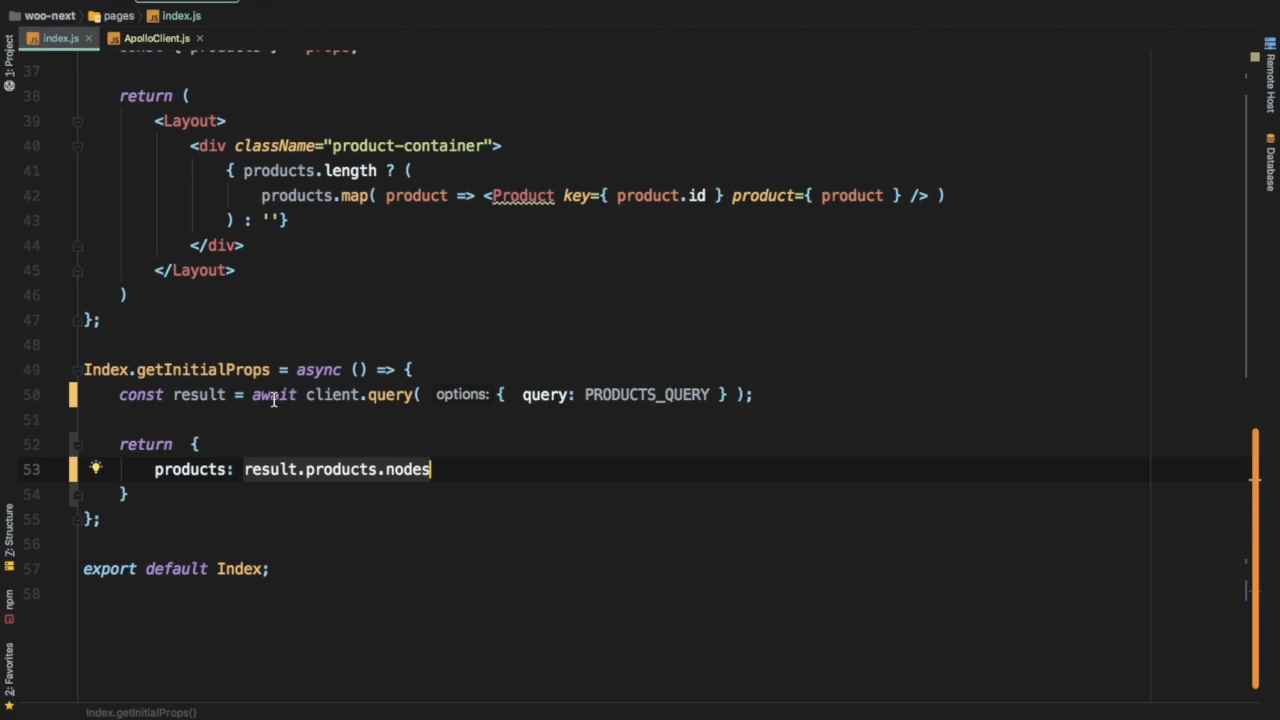 woo-next pages index.js
index.js × ApolloClient.js ×
const { products } = props;
37
38 return (
39 <Layout>
40 <div className="product-container">
41 { products.length ? (
42 products.map( product => <Product key={ product.id } product={ product } /> )
43 ) : ''}
44 </div>
45 </Layout>
46 )
47 };
48
49 Index.getInitialProps = async () => {
50 const result = await client.query( options: { query: PRODUCTS_QUERY } );
51
52 return {
53 products: result.products.nodes
54 }
55 };
56
57 export default Index;
58
Index.getInitialProps()
1: Project
Z: Structure
npm
2: Favorites
Remote Host
Database